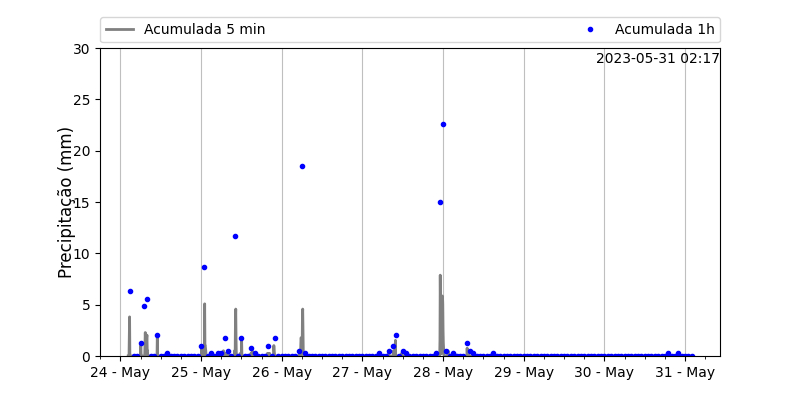 Acumulada 5 min
Acumulada 1h
2023-05-31 02:17
Precipitação (mm)
30
25
20
15
10
5
0
24 - May 25 - May 26 - May 27 - May 28 - May 29 - May 30 - May 31 - May